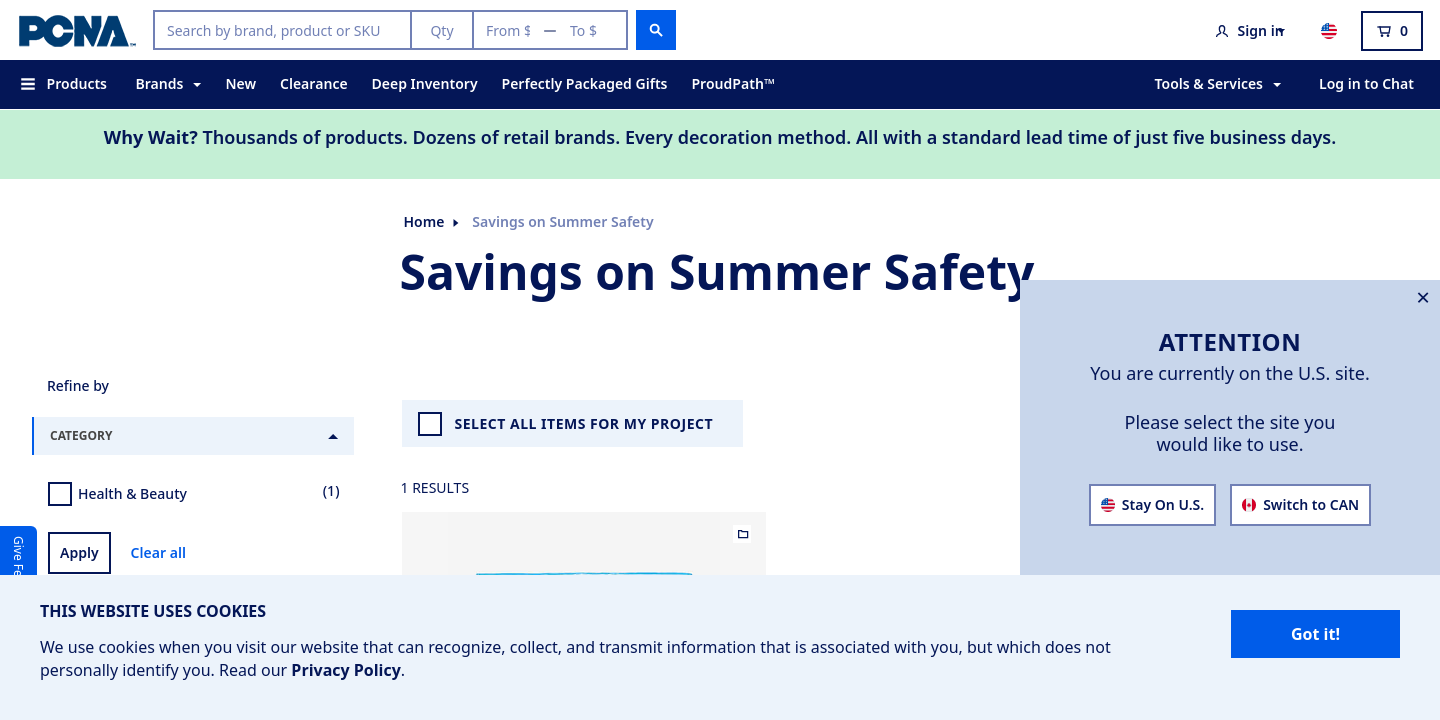 PCNA™
Search by brand, product or SKU
Qty
From $
To $
Sign in
0
Products
Brands
New
Clearance
Deep Inventory
Perfectly Packaged Gifts
ProudPath™
Tools & Services
Log in to Chat
Why Wait? Thousands of products. Dozens of retail brands. Every decoration method. All with a standard lead time of just five business days.
Home
Savings on Summer Safety
Savings on Summer Safety
ATTENTION
You are currently on the U.S. site.
Please select the site you
would like to use.
Stay On U.S.
Switch to CAN
Refine by
CATEGORY
Health & Beauty
(1)
Apply
Clear all
SELECT ALL ITEMS FOR MY PROJECT
1 RESULTS
Give Fe
THIS WEBSITE USES COOKIES
We use cookies when you visit our website that can recognize, collect, and transmit information that is associated with you, but which does not
personally identify you. Read our Privacy Policy.
Got it!